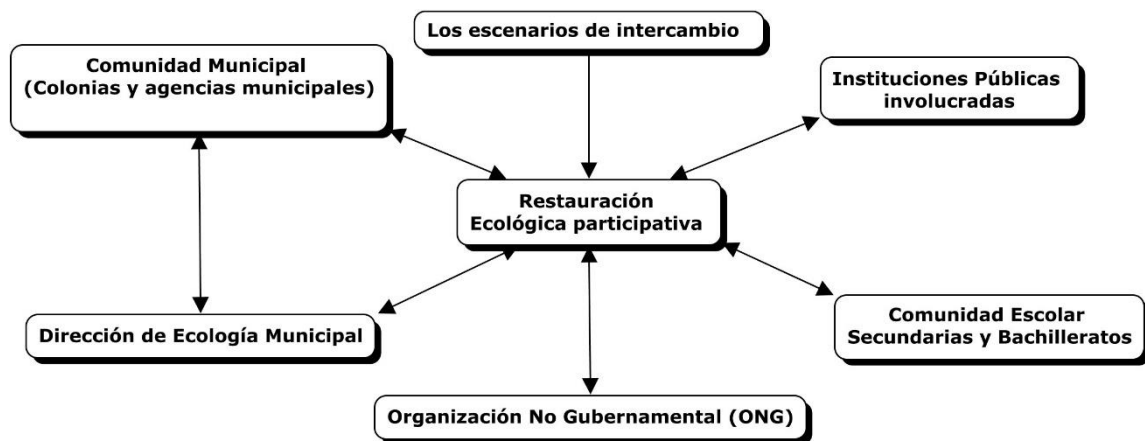 Los escenarios de intercambio
Comunidad Municipal
(Colonias y agencias municipales)
Instituciones Públicas
involucradas
Restauración
Ecológica participativa
Dirección de Ecología Municipal
Comunidad Escolar
Secundarias y Bachilleratos
Organización No Gubernamental (ONG)